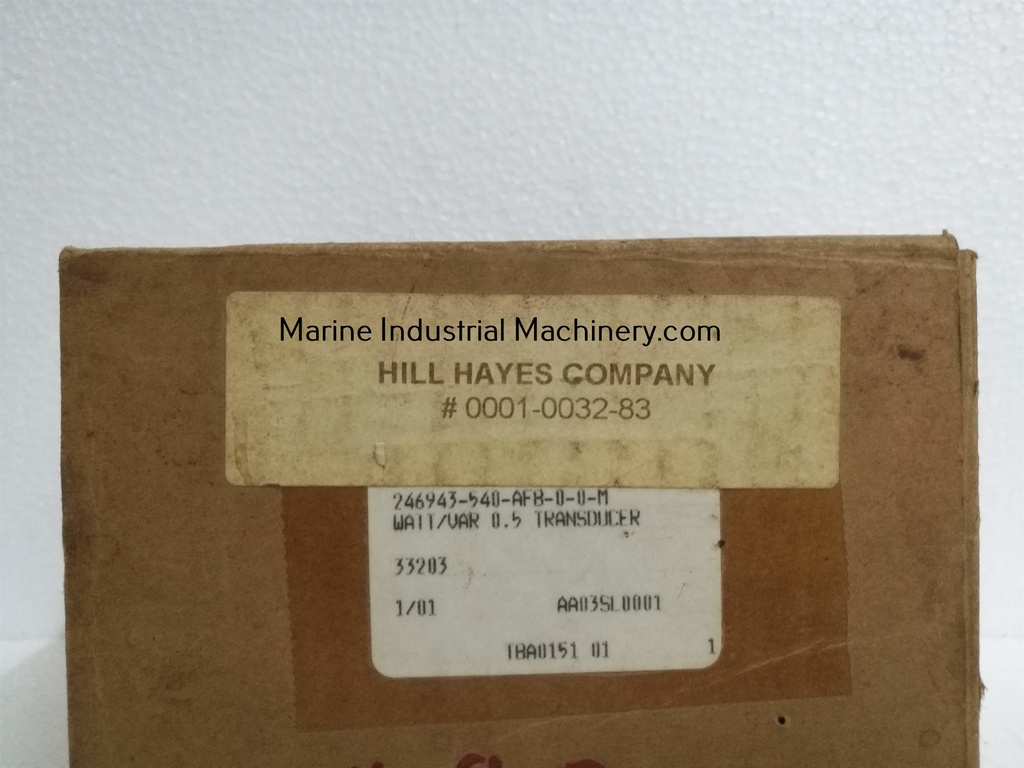 Marine Industrial Machinery.com
HILL HAYES COMPANY
# 0001-0032-83
246943-540-AFB-0-0-M
WATT/VAR 0.5 TRANSDUCER
33203
1/01 AA03SL0001
TBA0151 01 1